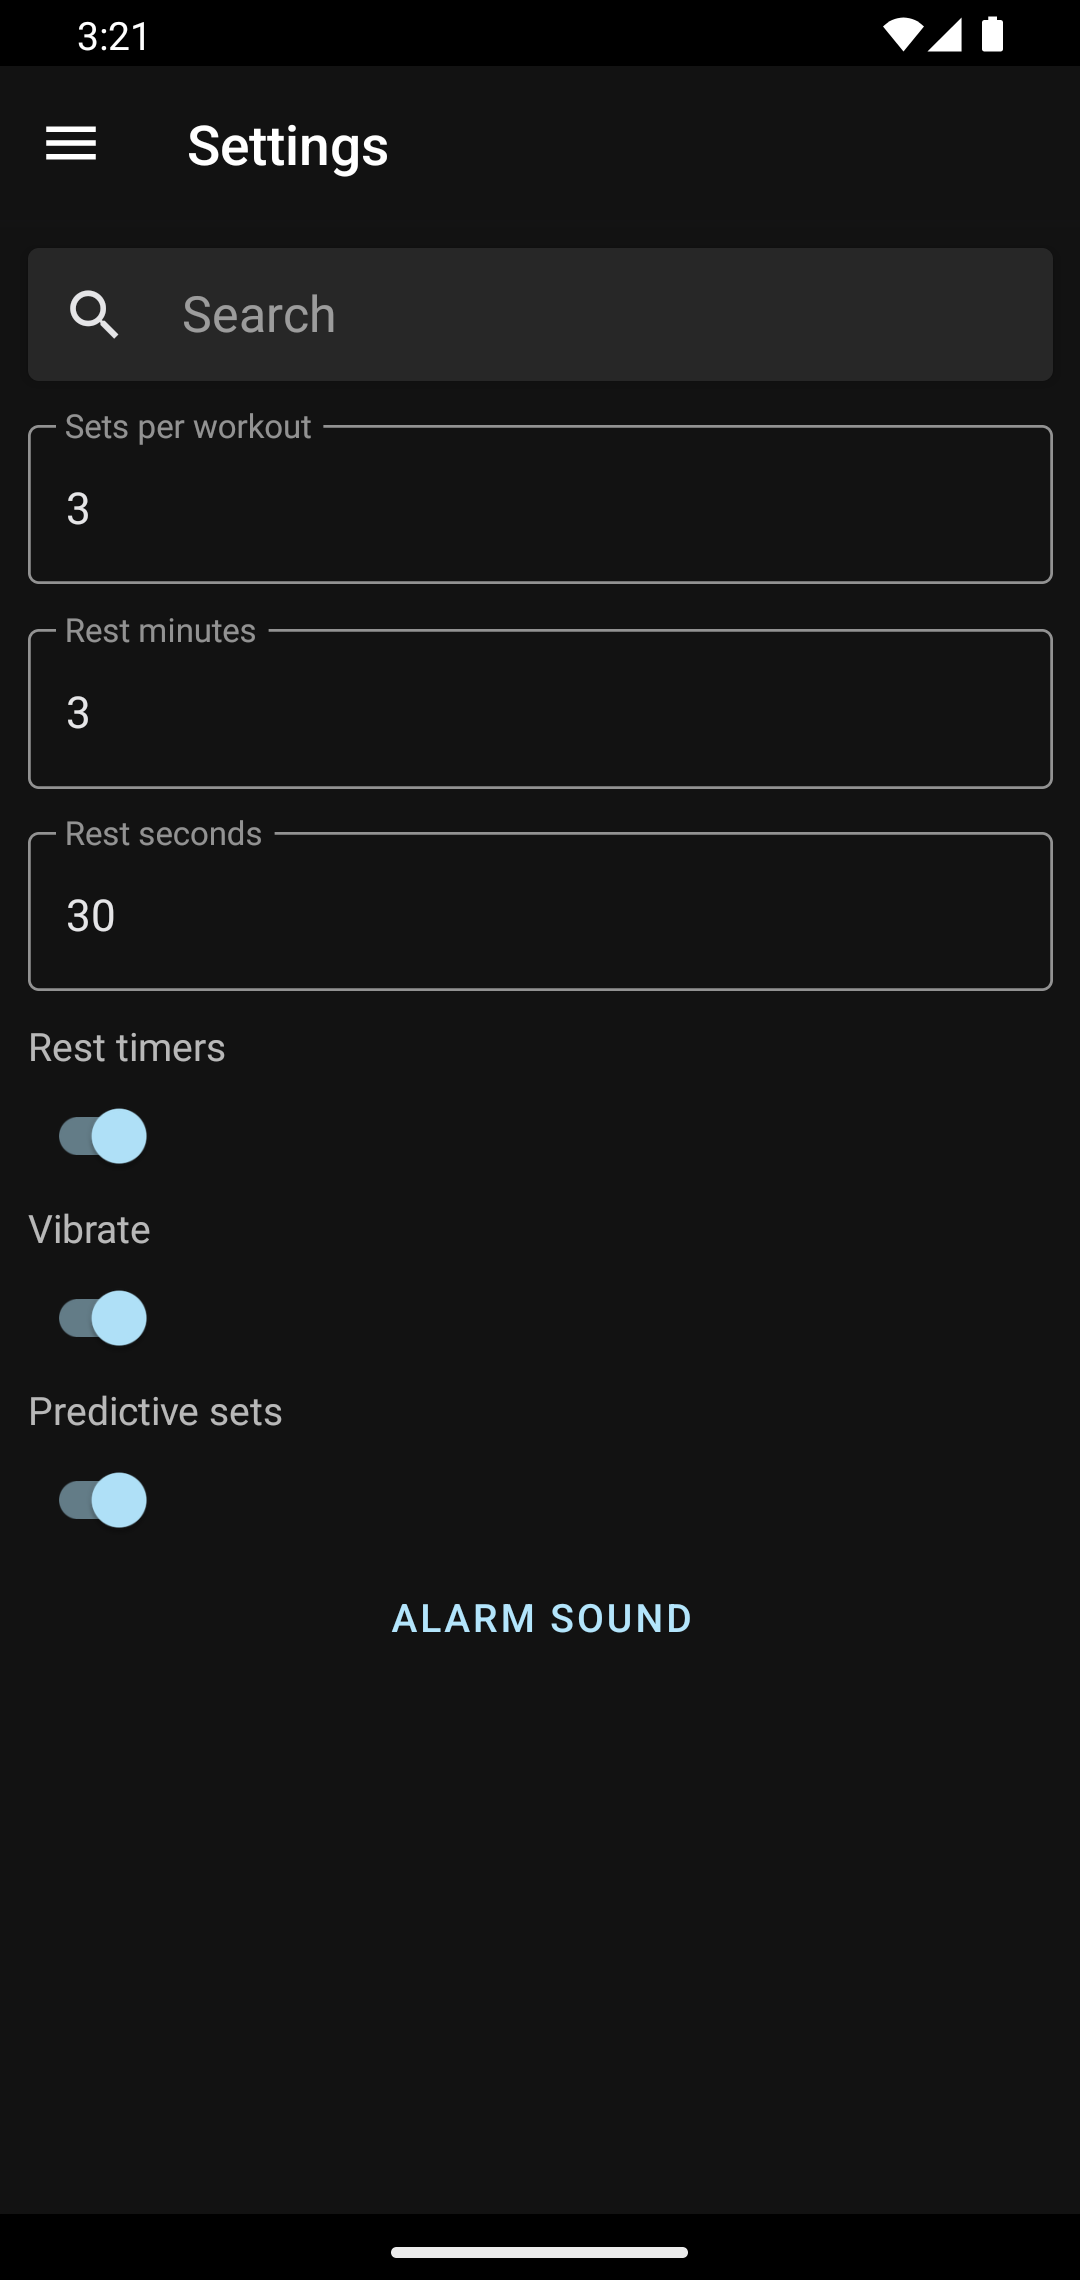 3:21
Settings
Search
Sets per workout
3
Rest minutes
3
Rest seconds
30
Rest timers
Vibrate
Predictive sets
ALARM SOUND